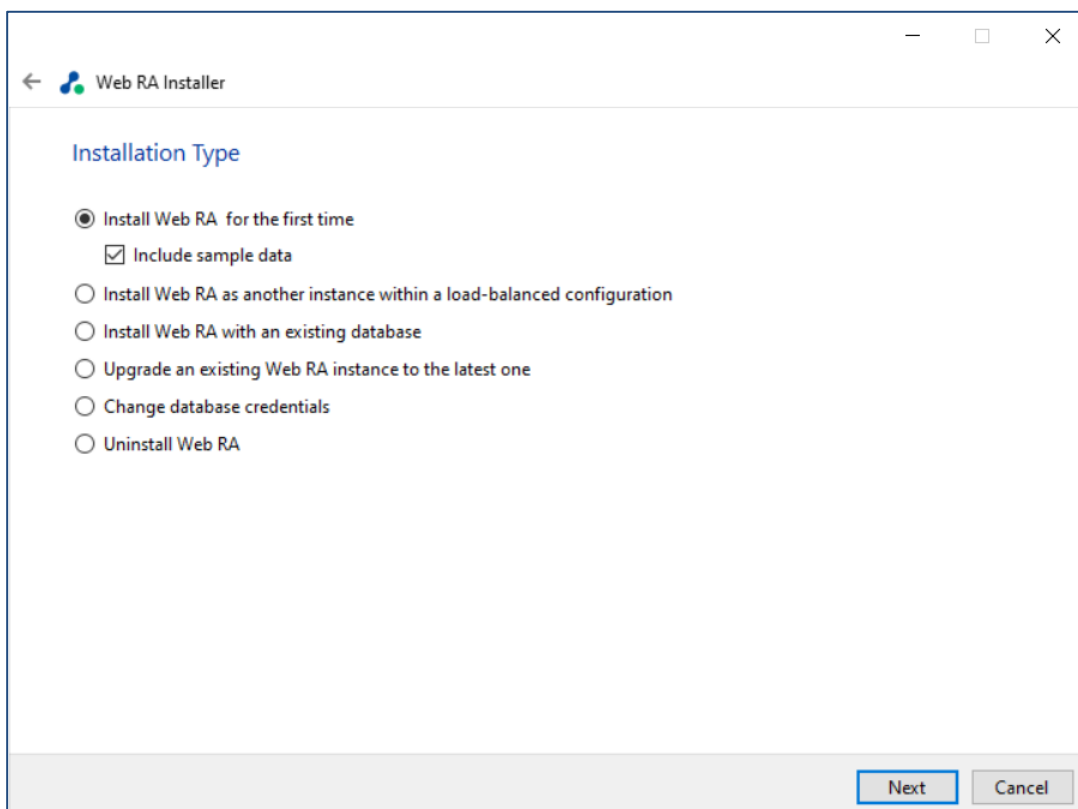 Web RA Installer
Installation Type
Install Web RA for the first time
Include sample data
Install Web RA as another instance within a load-balanced configuration
Install Web RA with an existing database
Upgrade an existing Web RA instance to the latest one
Change database credentials
Uninstall Web RA
Next Cancel